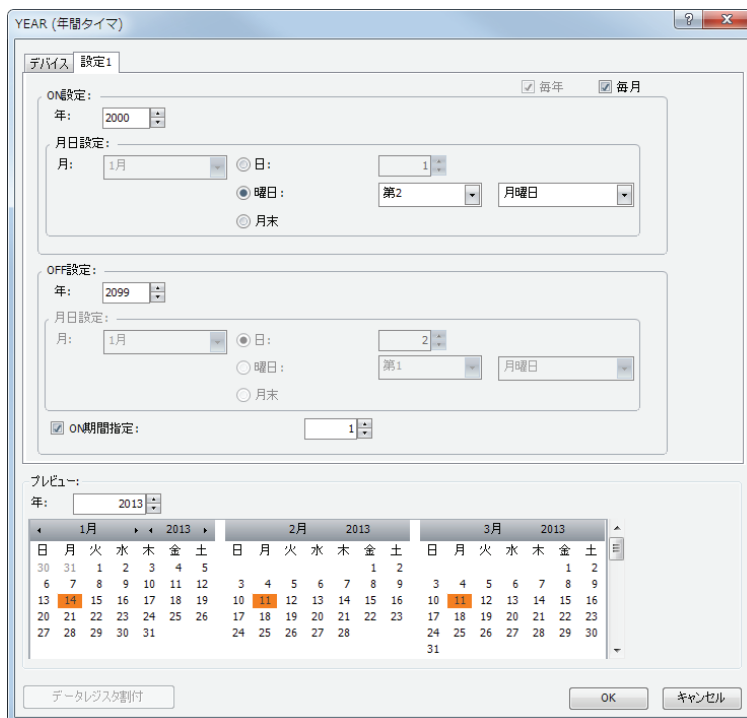 YEAR (年間タイマ)
デバイス 設定1
毎年 毎月
ON設定:
年: 2000
月日設定:
月: 1月 日: 1
曜日: 第2 月曜日
月末
OFF設定:
年: 2099
月日設定:
月: 1月 日: 2
曜日: 第1 月曜日
月末
ON期間指定: 1
プレビュー:
年: 2013
1月 2013 2月 2013 3月 2013
日 月 火 水 木 金 土 日 月 火 水 木 金 土 日 月 火 水 木 金 土
30 31 1 2 3 4 5 1 2 1 2
6 7 8 9 10 11 12 3 4 5 6 7 8 9 3 4 5 6 7 8 9
13 14 15 16 17 18 19 10 11 12 13 14 15 16 10 11 12 13 14 15 16
20 21 22 23 24 25 26 17 18 19 20 21 22 23 17 18 19 20 21 22 23
27 28 29 30 31 24 25 26 27 28 24 25 26 27 28 29 30
31
データレジスタ割付 OK キャンセル